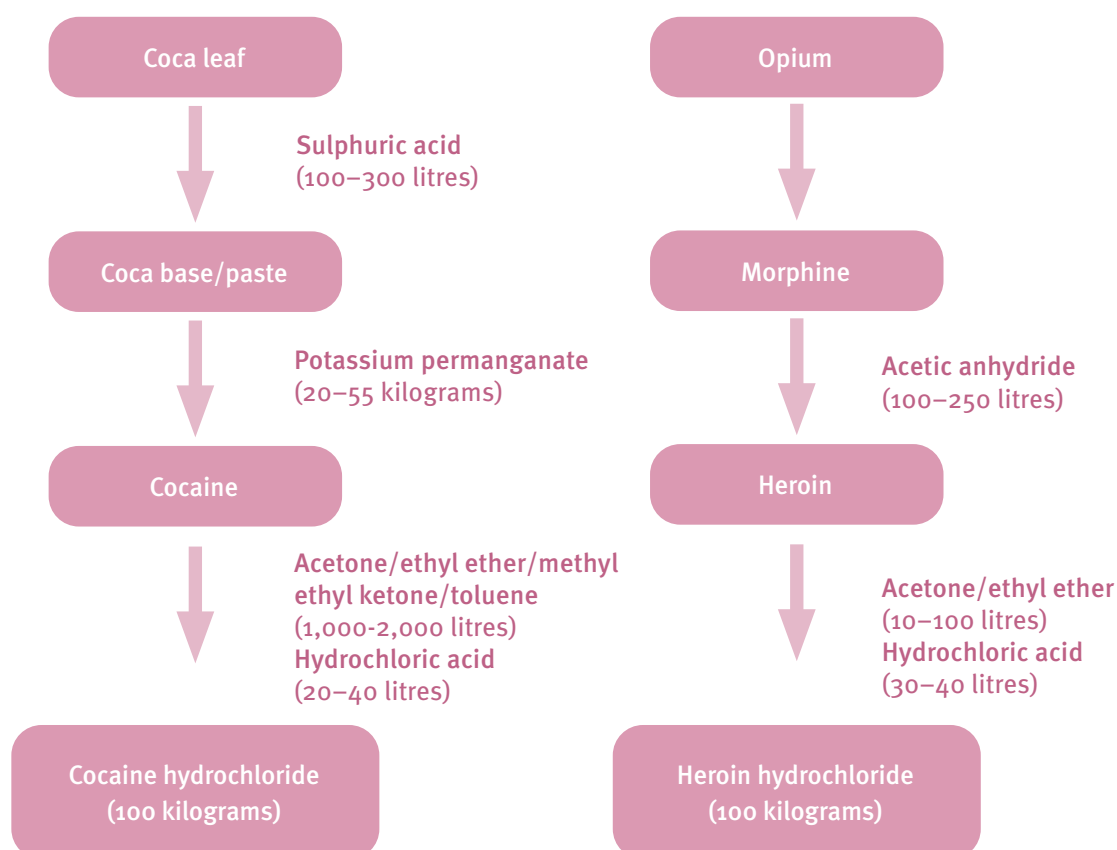 Coca leaf
Sulphuric acid
(100–300 litres)
Coca base/paste
Potassium permanganate
(20–55 kilograms)
Cocaine
Acetone/ethyl ether/methyl
ethyl ketone/toluene
(1,000-2,000 litres)
Hydrochloric acid
(20–40 litres)
Cocaine hydrochloride
(100 kilograms)
Opium
Morphine
Acetic anhydride
(100–250 litres)
Heroin
Acetone/ethyl ether
(10–100 litres)
Hydrochloric acid
(30–40 litres)
Heroin hydrochloride
(100 kilograms)